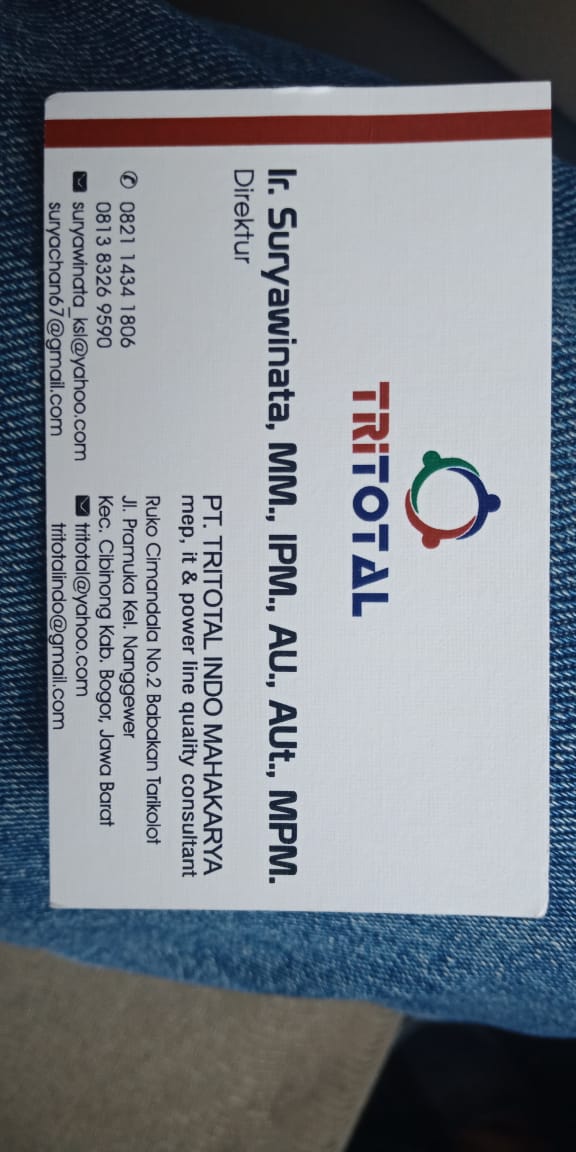 TRiTOTAL
Ir. Suryawinata, MM., IPM., AU., AUt., MPM.
Direktur
PT. TRITOTAL INDO MAHAKARYA
mep, it & power line quality consultant
Ruko Cimandala No.2 Babakan Tarikolot
Jl. Pramuka Kel. Nanggewer
Kec. Cibinong Kab. Bogor, Jawa Barat
tritotal@yahoo.com
tritotalindo@gmail.com
0821 1434 1806
0813 8326 9590
suryawinata_ksl@yahoo.com
suryachan67@gmail.com